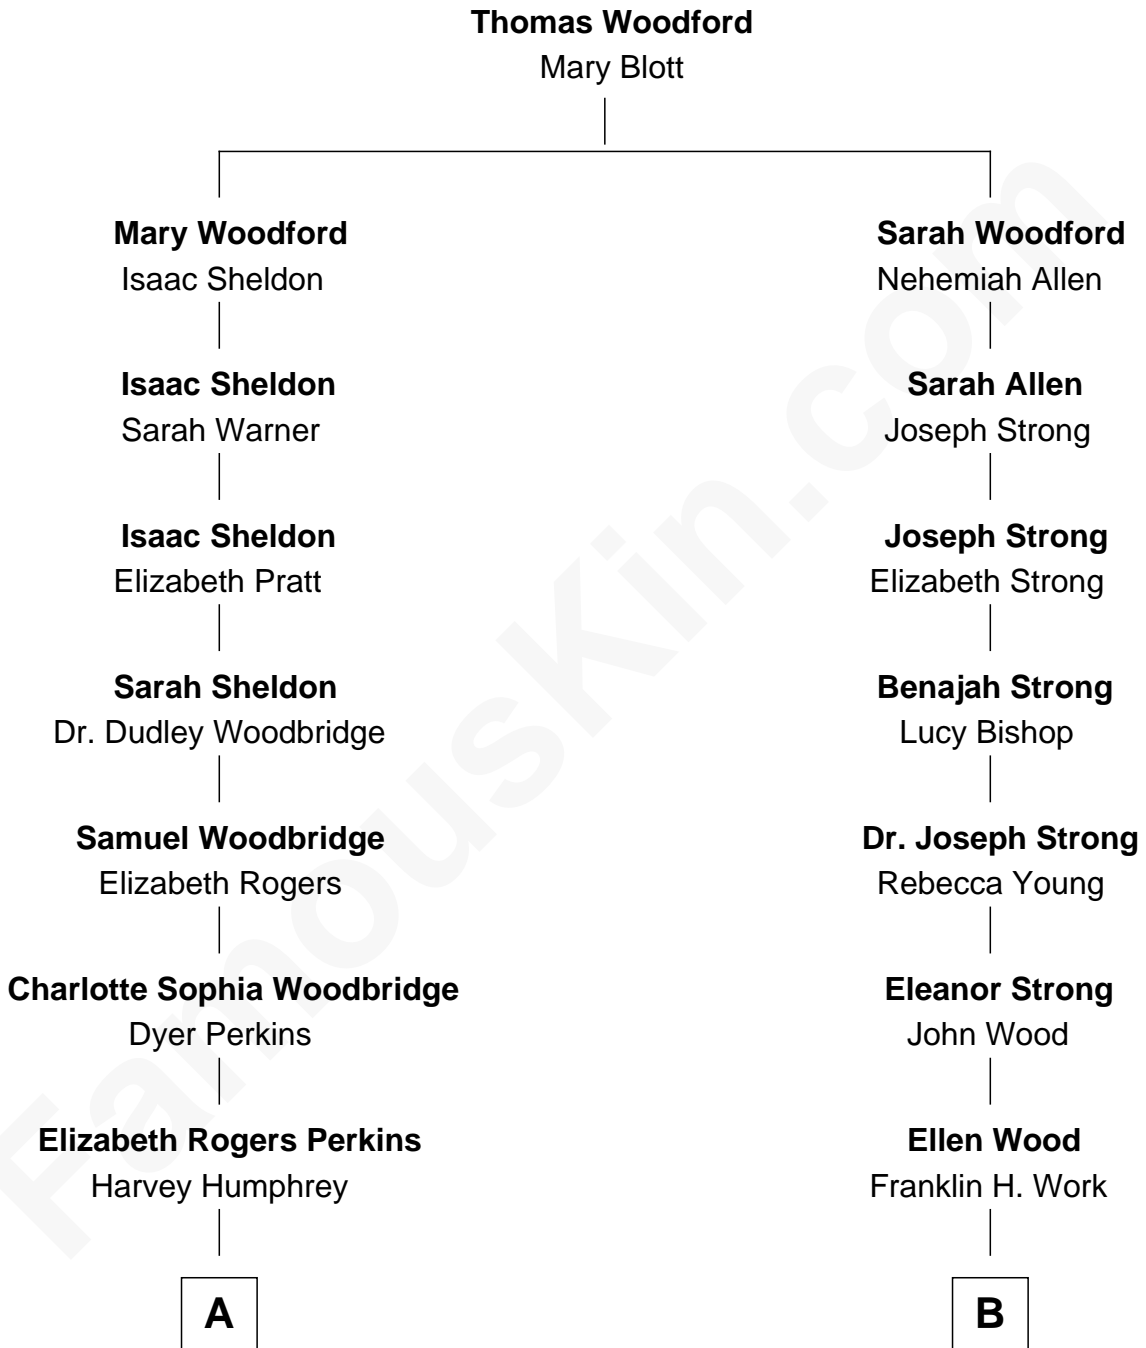 Thomas Woodford
Mary Blott
Mary Woodford
Isaac Sheldon
Sarah Woodford
Nehemiah Allen
Isaac Sheldon
Sarah Warner
Sarah Allen
Joseph Strong
Isaac Sheldon
Elizabeth Pratt
Joseph Strong
Elizabeth Strong
Sarah Sheldon
Dr. Dudley Woodbridge
Benajah Strong
Lucy Bishop
Samuel Woodbridge
Elizabeth Rogers
Dr. Joseph Strong
Rebecca Young
Charlotte Sophia Woodbridge
Dyer Perkins
Eleanor Strong
John Wood
Elizabeth Rogers Perkins
Harvey Humphrey
Ellen Wood
Franklin H. Work
A
B
FamousKin.com